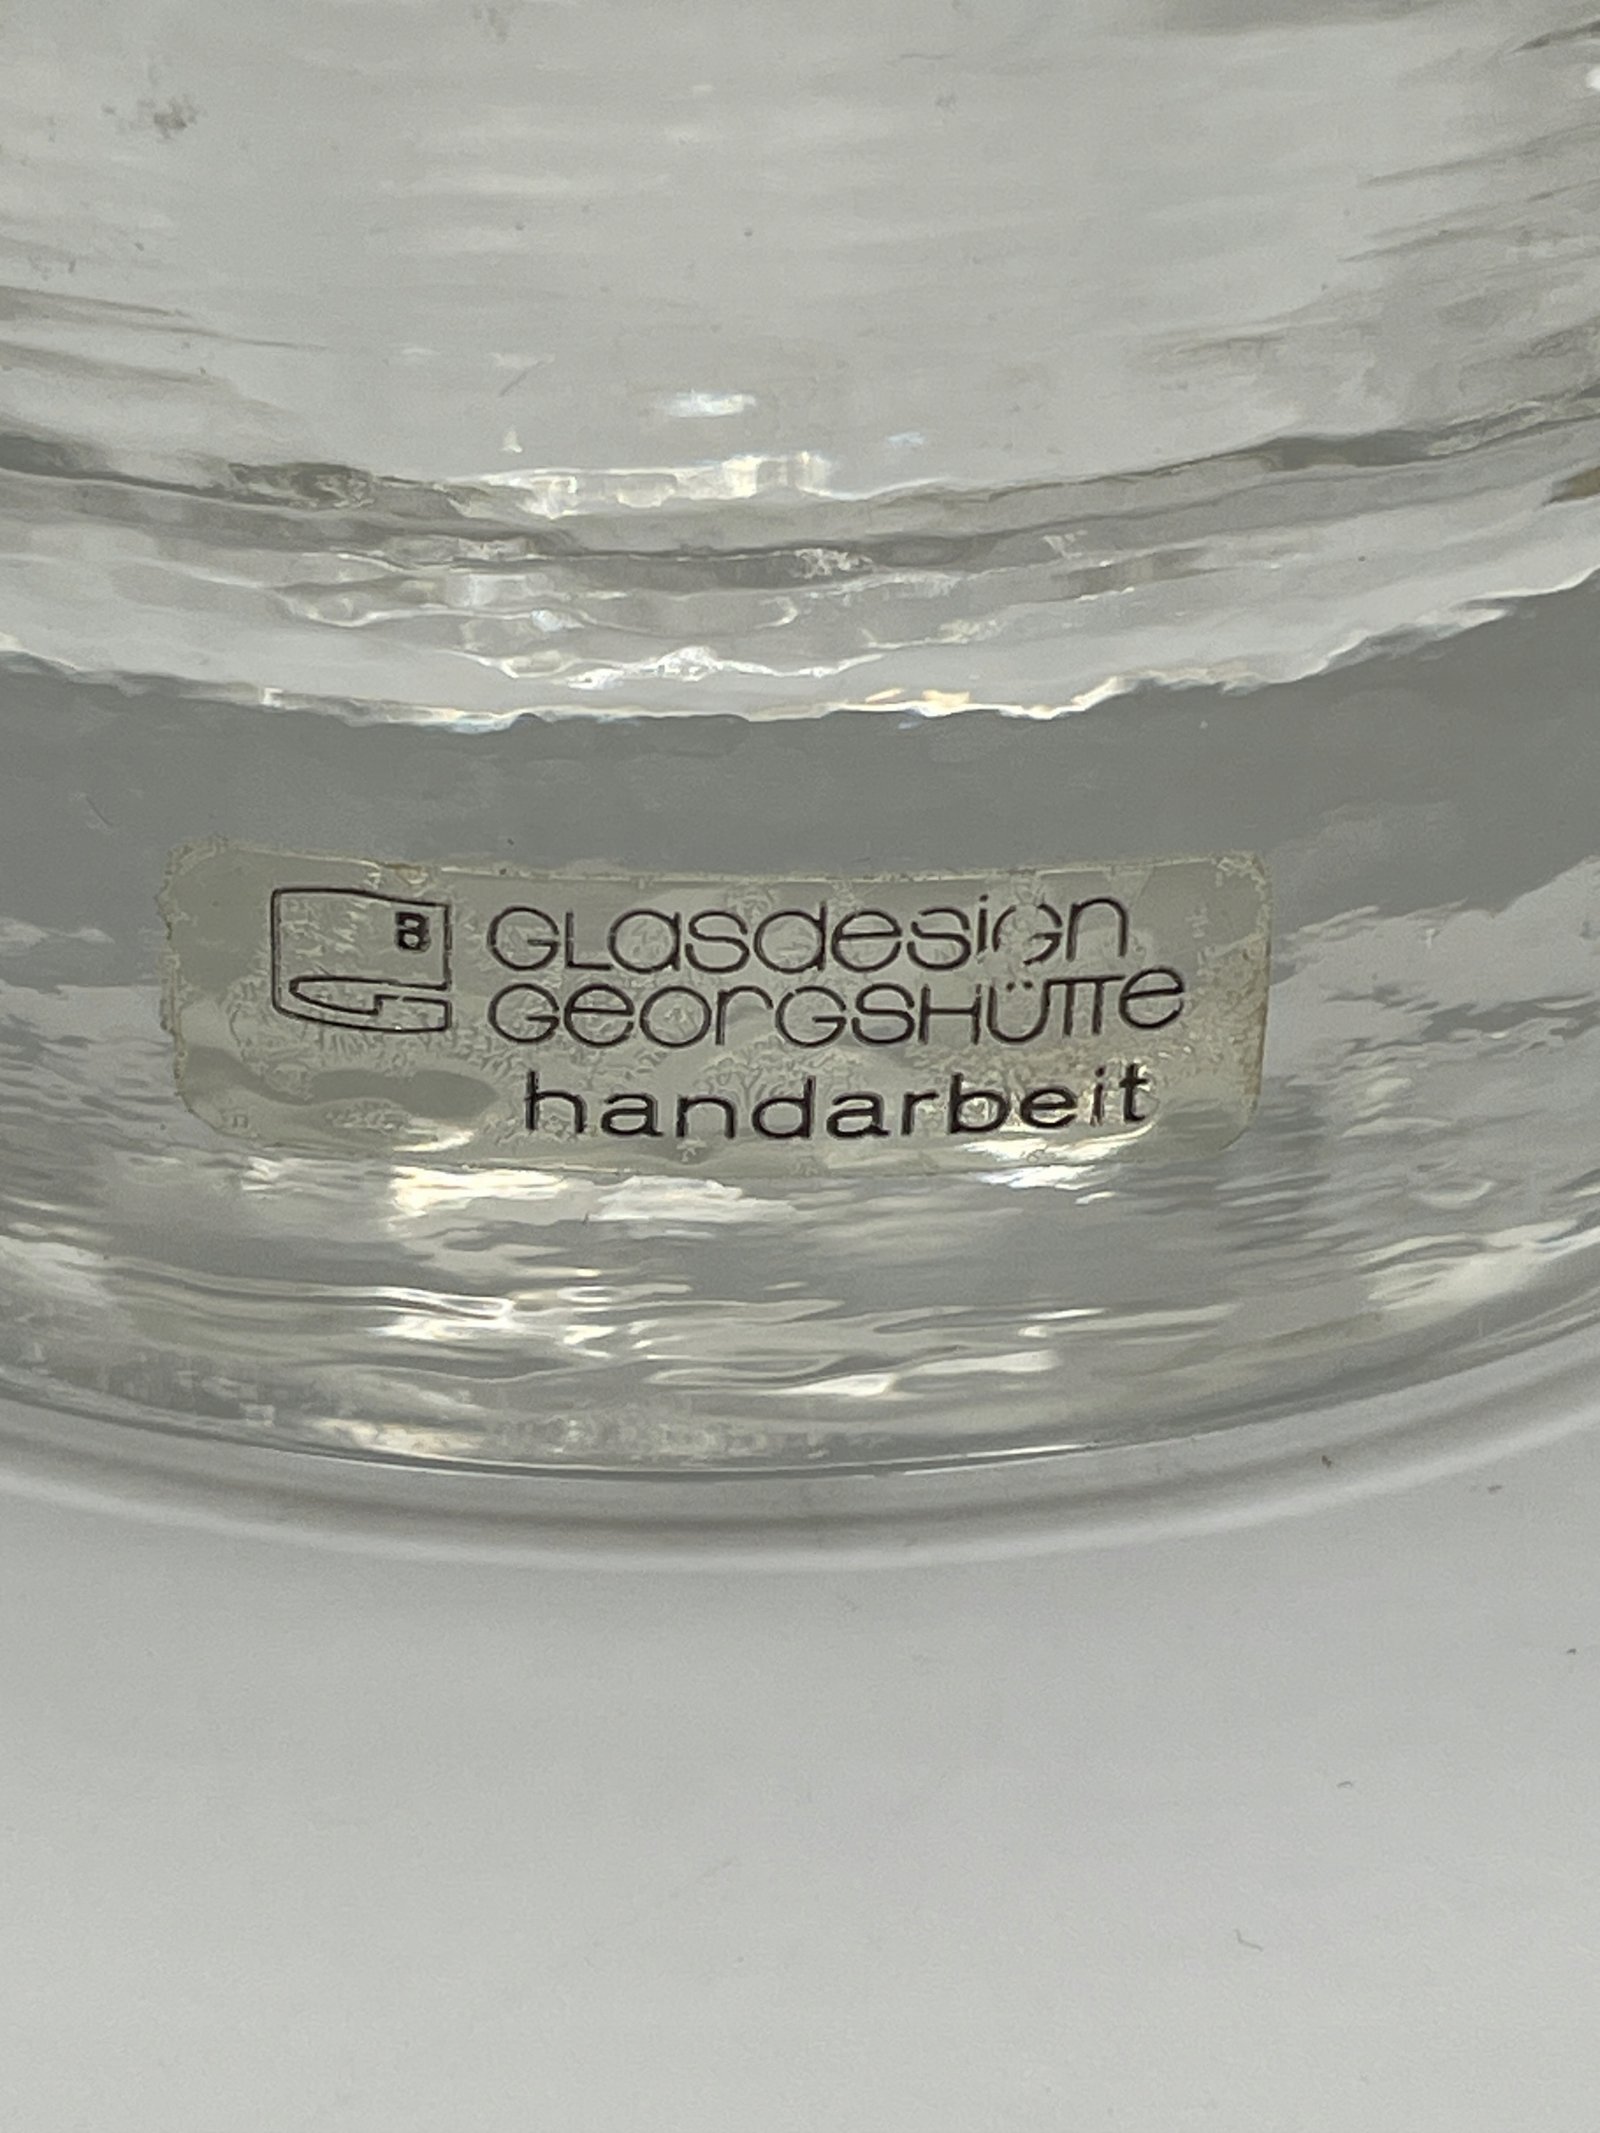 a GLasdesign
GeorgsHütte
handarbeit